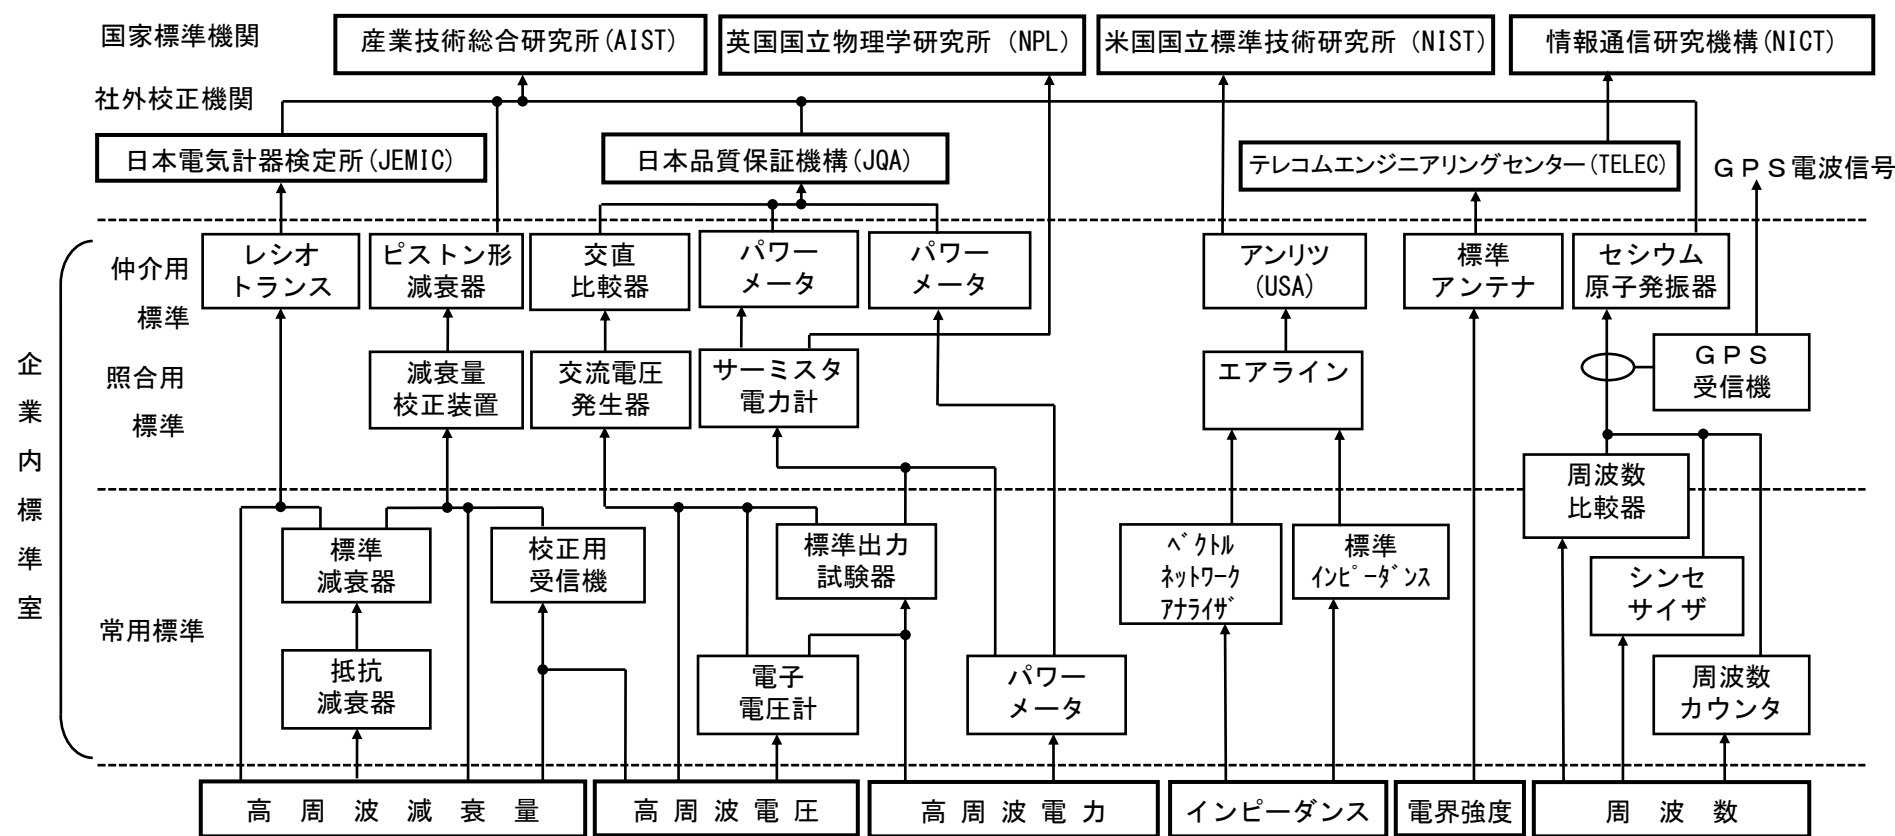 国家標準機関
産業技術総合研究所(AIST)
英国国立物理学研究所 (NPL)
米国国立標準技術研究所 (NIST)
情報通信研究機構(NICT)
社外校正機関
日本電気計器検定所(JEMIC)
日本品質保証機構(JQA)
テレコムエンジニアリングセンター(TELEC)
GPS電波信号
企業内標準室
仲介用
標準
レシオ
トランス
ピストン形
減衰器
交直
比較器
パワー
メータ
パワー
メータ
アンリツ
(USA)
標準
アンテナ
セシウム
原子発振器
照合用
標準
減衰量
校正装置
交流電圧
発生器
サーミスタ
電力計
エアライン
GPS
受信機
周波数
比較器
常用標準
標準
減衰器
校正用
受信機
標準出力
試験器
ベクトル
ネットワーク
アナライザ
標準
インピーダンス
シンセ
サイザ
抵抗
減衰器
電子
電圧計
パワー
メータ
周波数
カウンタ
高周波減衰量
高周波電圧
高周波電力
インピーダンス
電界強度
周波数